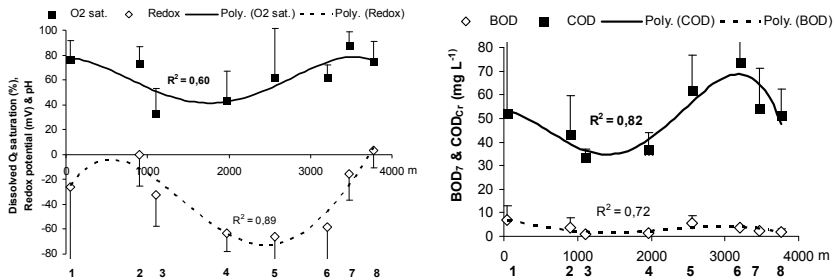 O2 sat. Redox Poly. (O2 sat.) Poly. (Redox)
Dissolved O2 saturation (%),
Redox potential (mV) & pH
100
80
60
40
20
0
-20
-40
-60
-80
R² = 0,60
R² = 0,89
0 1000 2000 3000 4000 m
1 2 3 4 5 6 7 8
BOD COD Poly. (COD) Poly. (BOD)
BOD7 & CODCr (mg L-1)
80
70
60
50
40
30
20
10
0
R² = 0,82
R² = 0,72
0 1000 2000 3000 4000 m
1 2 3 4 5 6 7 8